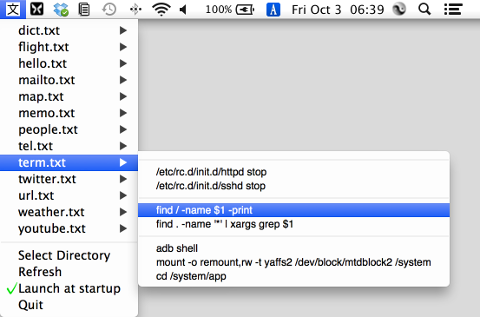 文 100% A Fri Oct 3 06:39
dict.txt
flight.txt
hello.txt
mailto.txt
map.txt
memo.txt
people.txt
tel.txt
term.txt
twitter.txt
url.txt
weather.txt
youtube.txt
Select Directory
Refresh
Launch at startup
Quit
/etc/rc.d/init.d/httpd stop
/etc/rc.d/init.d/sshd stop
find / -name $1 -print
find . -name '*' | xargs grep $1
adb shell
mount -o remount,rw -t yaffs2 /dev/block/mtdblock2 /system
cd /system/app